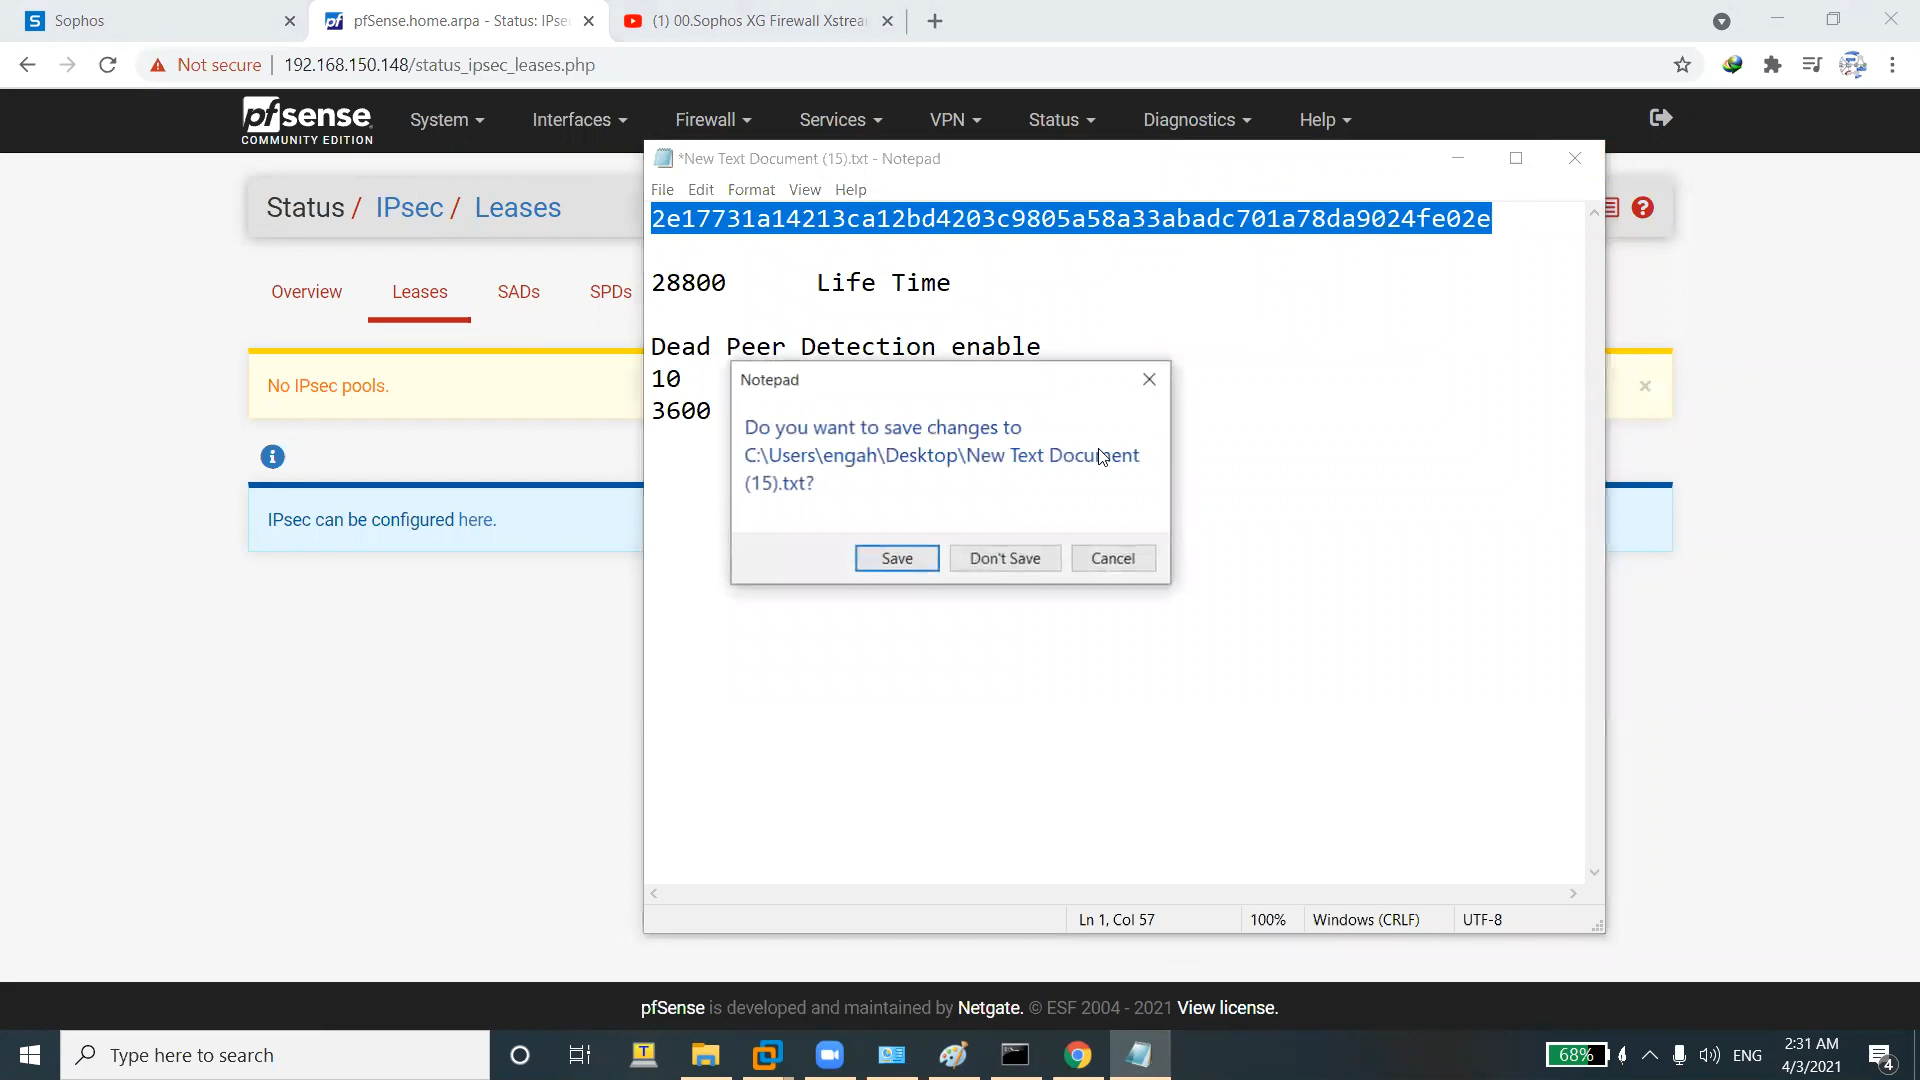 Sophos
pfSense.home.arpa - Status: IPsec
(1) 00.Sophos XG Firewall Xstrea
Not secure
192.168.150.148/status_ipsec_leases.php
pfsense
COMMUNITY EDITION
System
Interfaces
Firewall
Services
VPN
Status
Diagnostics
Help
*New Text Document (15).txt - Notepad
File Edit Format View Help
2e17731a14213ca12bd4203c9805a58a33abadc701a78da9024fe02e
28800 Life Time
Dead Peer Detection enable
10
3600
Status / IPsec / Leases
Overview
Leases
SADs
SPDs
No IPsec pools.
IPsec can be configured here.
Notepad
Do you want to save changes to
C:\Users\engah\Desktop\New Text Document
(15).txt?
Save
Don't Save
Cancel
Ln 1, Col 57
100%
Windows (CRLF)
UTF-8
pfSense is developed and maintained by Netgate. © ESF 2004 - 2021 View license.
Type here to search
68%
ENG
2:31 AM
4/3/2021
4